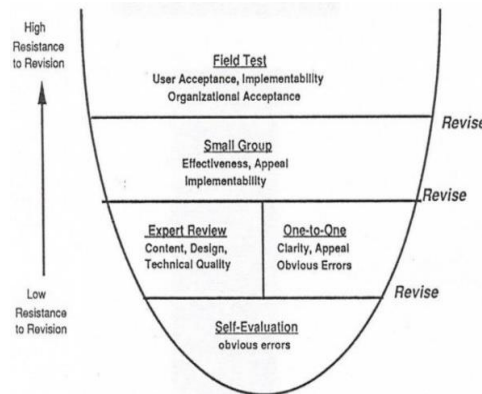 High
Resistance
to Revision
Field Test
User Acceptance, Implementability
Organizational Acceptance
Revise
Small Group
Effectiveness, Appeal
Implementability
Revise
Expert Review
Content, Design,
Technical Quality
One-to-One
Clarity, Appeal
Obvious Errors
Revise
Low
Resistance
to Revision
Self-Evaluation
obvious errors